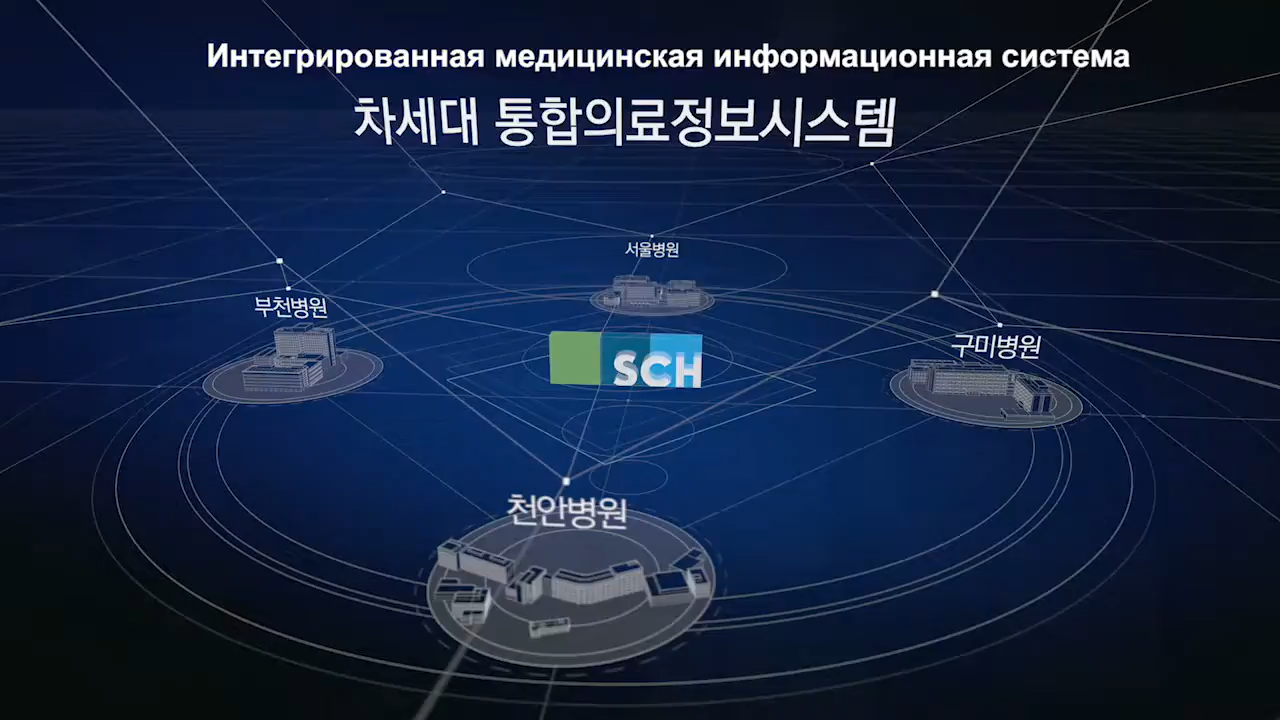 Интегрированная медицинская информационная система
차세대 통합의료정보시스템
서울병원
부천병원
구미병원
SCH
천안병원